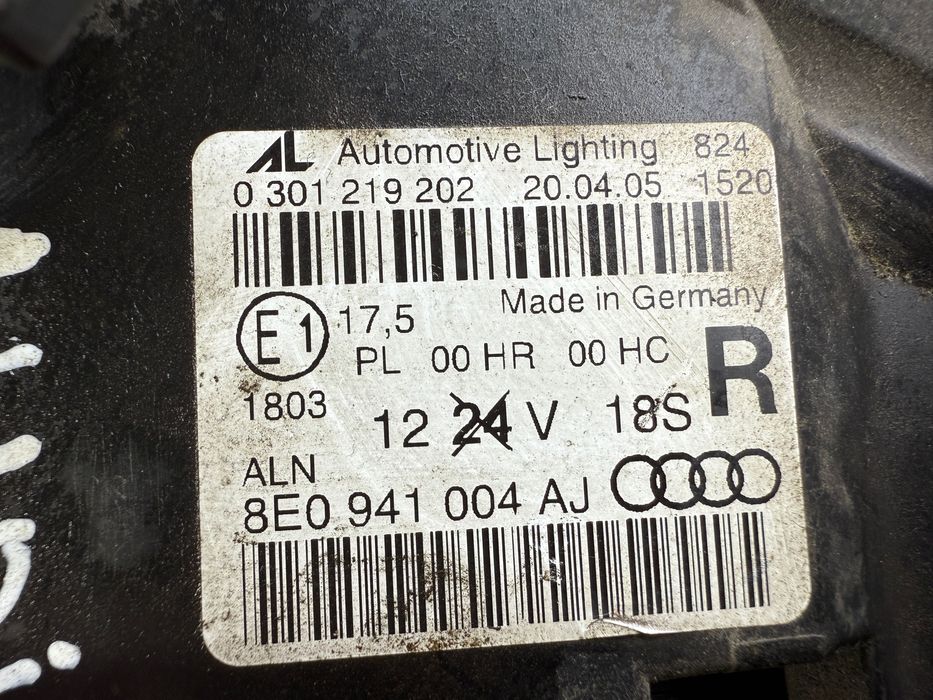 AL Automotive Lighting 824
0 301 219 202 20.04.05 1520
Made in Germany
E1 17,5
PL 00 HR 00 HC R
1803 12 24 V 18S
ALN
8E0 941 004 AJ